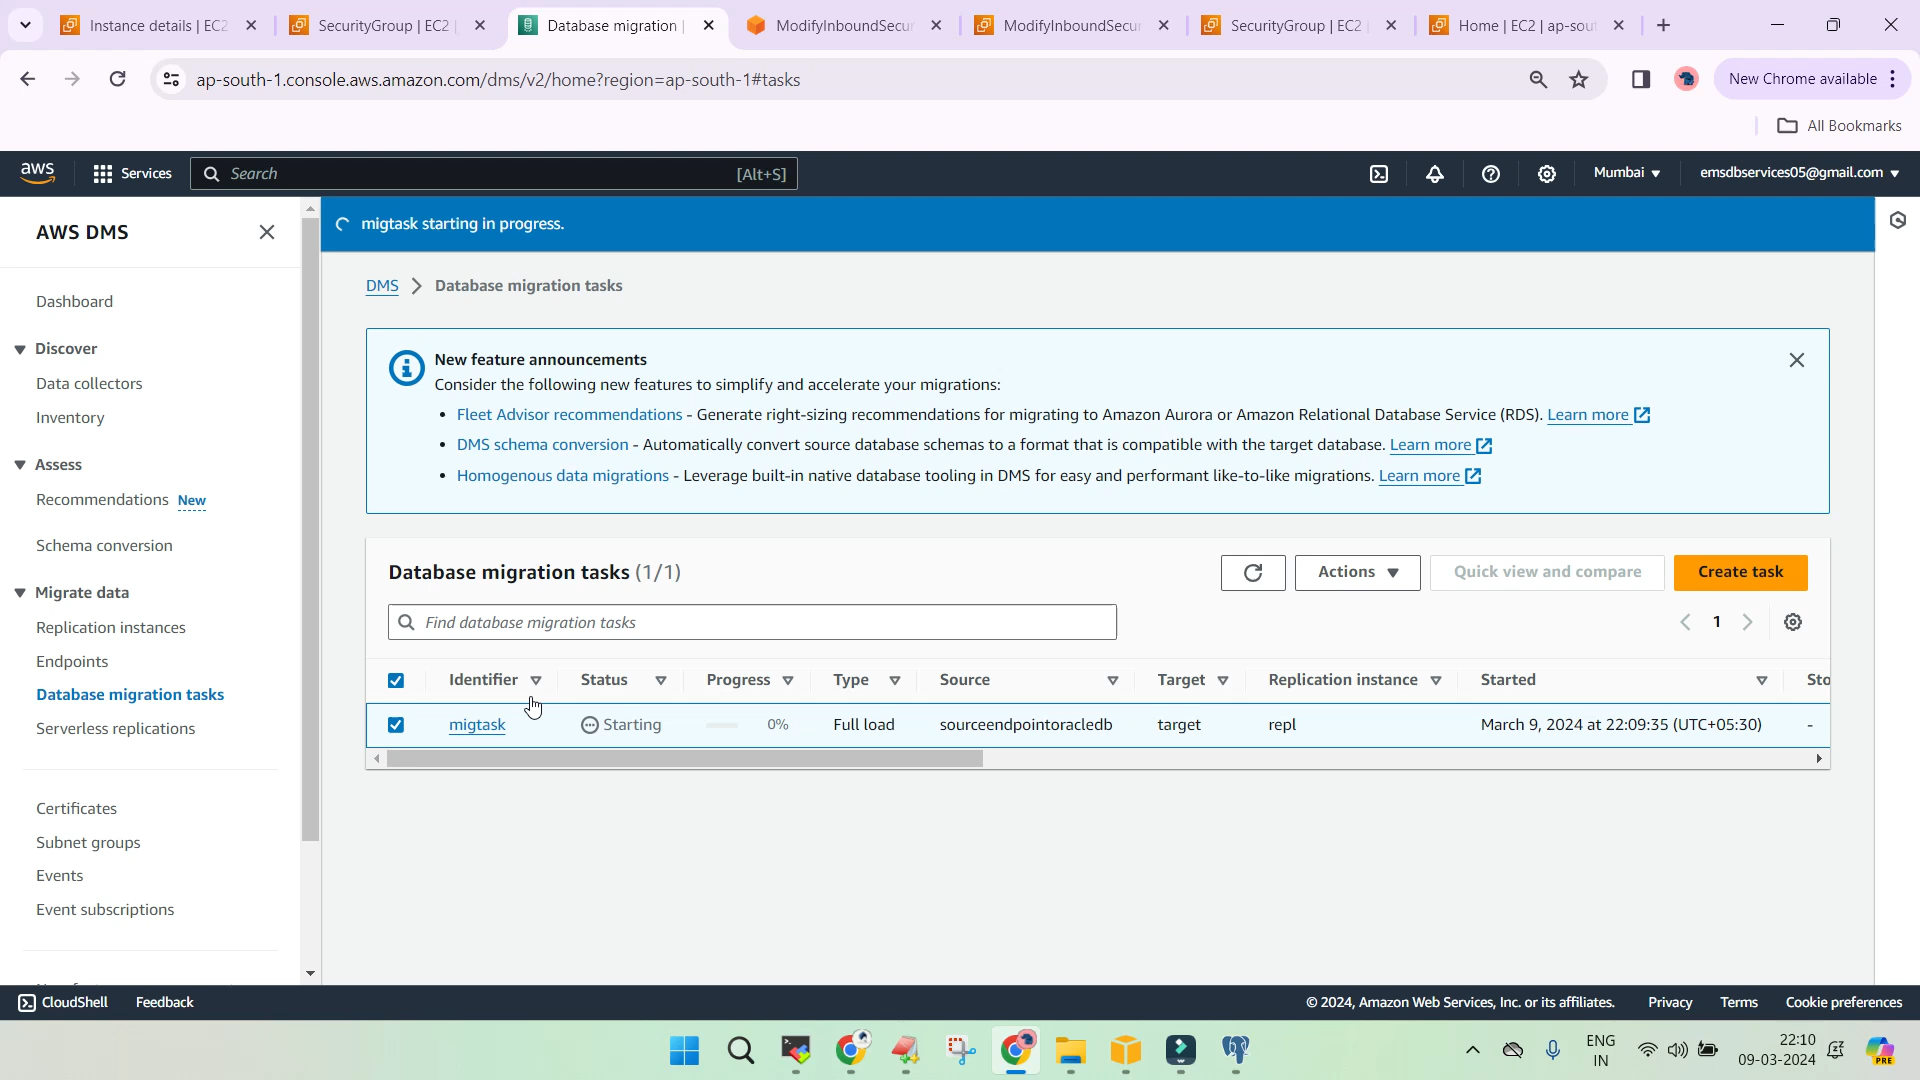 Instance details | EC2
SecurityGroup | EC2
Database migration |
ModifyInboundSecur
ModifyInboundSecur
SecurityGroup | EC2
Home | EC2 | ap-sou
ap-south-1.console.aws.amazon.com/dms/v2/home?region=ap-south-1#tasks
New Chrome available
All Bookmarks
aws
Services
Search
[Alt+S]
Mumbai
emsdbservices05@gmail.com
AWS DMS
Dashboard
Discover
Data collectors
Inventory
Assess
Recommendations New
Schema conversion
Migrate data
Replication instances
Endpoints
Database migration tasks
Serverless replications
Certificates
Subnet groups
Events
Event subscriptions
migtask starting in progress.
DMS > Database migration tasks
New feature announcements
Consider the following new features to simplify and accelerate your migrations:
• Fleet Advisor recommendations - Generate right-sizing recommendations for migrating to Amazon Aurora or Amazon Relational Database Service (RDS). Learn more
• DMS schema conversion - Automatically convert source database schemas to a format that is compatible with the target database. Learn more
• Homogenous data migrations - Leverage built-in native database tooling in DMS for easy and performant like-to-like migrations. Learn more
Database migration tasks (1/1)
Actions
Quick view and compare
Create task
Find database migration tasks
1
Identifier Status Progress Type Source Target Replication instance Started Sto
migtask Starting 0% Full load sourceendpointoracledb target repl March 9, 2024 at 22:09:35 (UTC+05:30) -
CloudShell Feedback
© 2024, Amazon Web Services, Inc. or its affiliates. Privacy Terms Cookie preferences
ENG
IN
22:10
09-03-2024
PRE